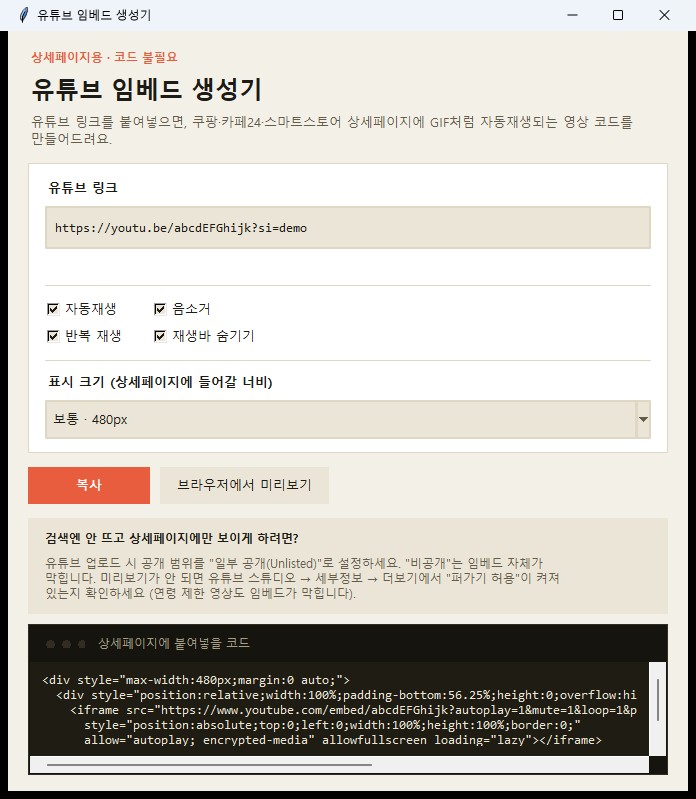 유튜브 임베드 생성기
상세페이지용 · 코드 불필요
유튜브 임베드 생성기
유튜브 링크를 붙여넣으면, 쿠팡·카페24·스마트스토어 상세페이지에 GIF처럼 자동재생되는 영상 코드를
만들어드려요.
유튜브 링크
https://youtu.be/abcdEFGhijk?si=demo
자동재생
음소거
반복 재생
재생바 숨기기
표시 크기 (상세페이지에 들어갈 너비)
보통 · 480px
복사
브라우저에서 미리보기
검색엔 안 뜨고 상세페이지에만 보이게 하려면?
유튜브 업로드 시 공개 범위를 "일부 공개(Unlisted)"로 설정하세요. "비공개"는 임베드 자체가
막힙니다. 미리보기가 안 되면 유튜브 스튜디오 → 세부정보 → 더보기에서 "퍼가기 허용"이 켜져
있는지 확인하세요 (연령 제한 영상도 임베드가 막힙니다).
상세페이지에 붙여넣을 코드
<div style="max-width:480px;margin:0 auto;">
<div style="position:relative;width:100%;padding-bottom:56.25%;height:0;overflow:hi
<iframe src="https://www.youtube.com/embed/abcdEFGhijk?autoplay=1&mute=1&loop=1&p
style="position:absolute;top:0;left:0;width:100%;height:100%;border:0;"
allow="autoplay; encrypted-media" allowfullscreen loading="lazy"></iframe>